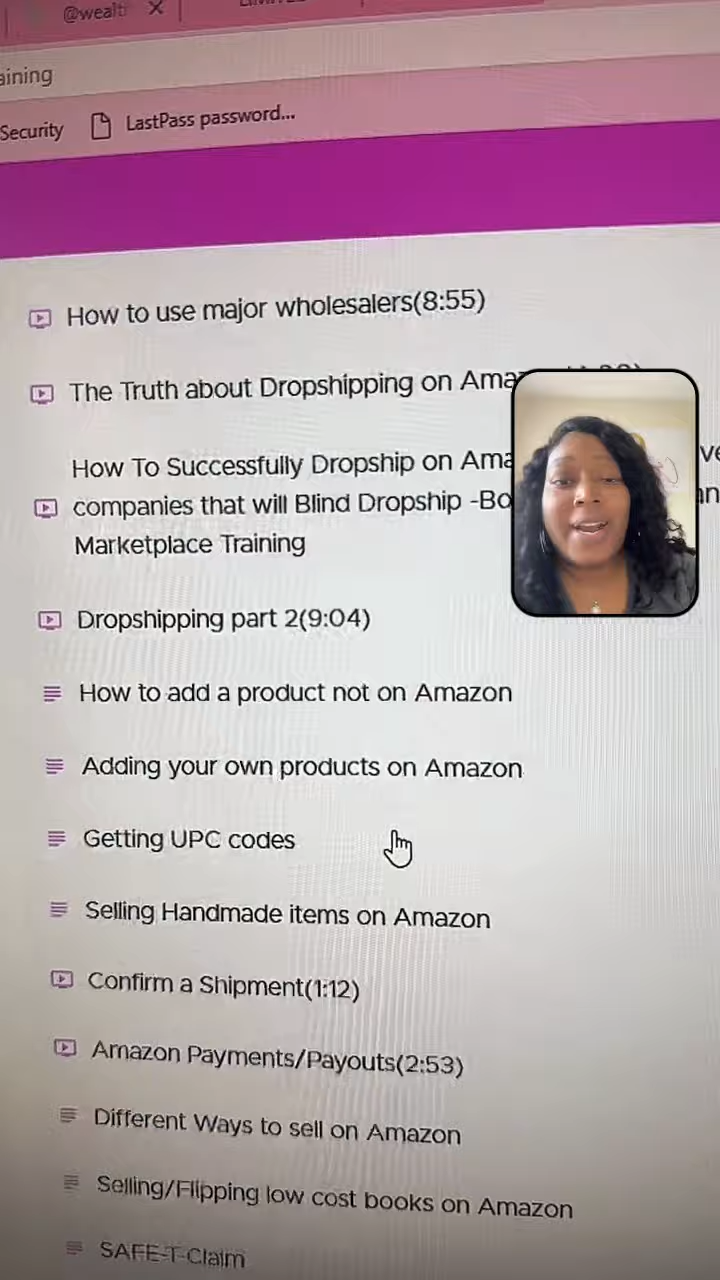 @wealt
aining
Security
LastPass password...
How to use major wholesalers(8:55)
The Truth about Dropshipping on Ama
How To Successfully Dropship on Ama
companies that will Blind Dropship -Bo
Marketplace Training
Dropshipping part 2(9:04)
How to add a product not on Amazon
Adding your own products on Amazon
Getting UPC codes
Selling Handmade items on Amazon
Confirm a Shipment(1:12)
Amazon Payments/Payouts(2:53)
Different Ways to sell on Amazon
Selling/Flipping low cost books on Amazon
SAFE-T-Claim